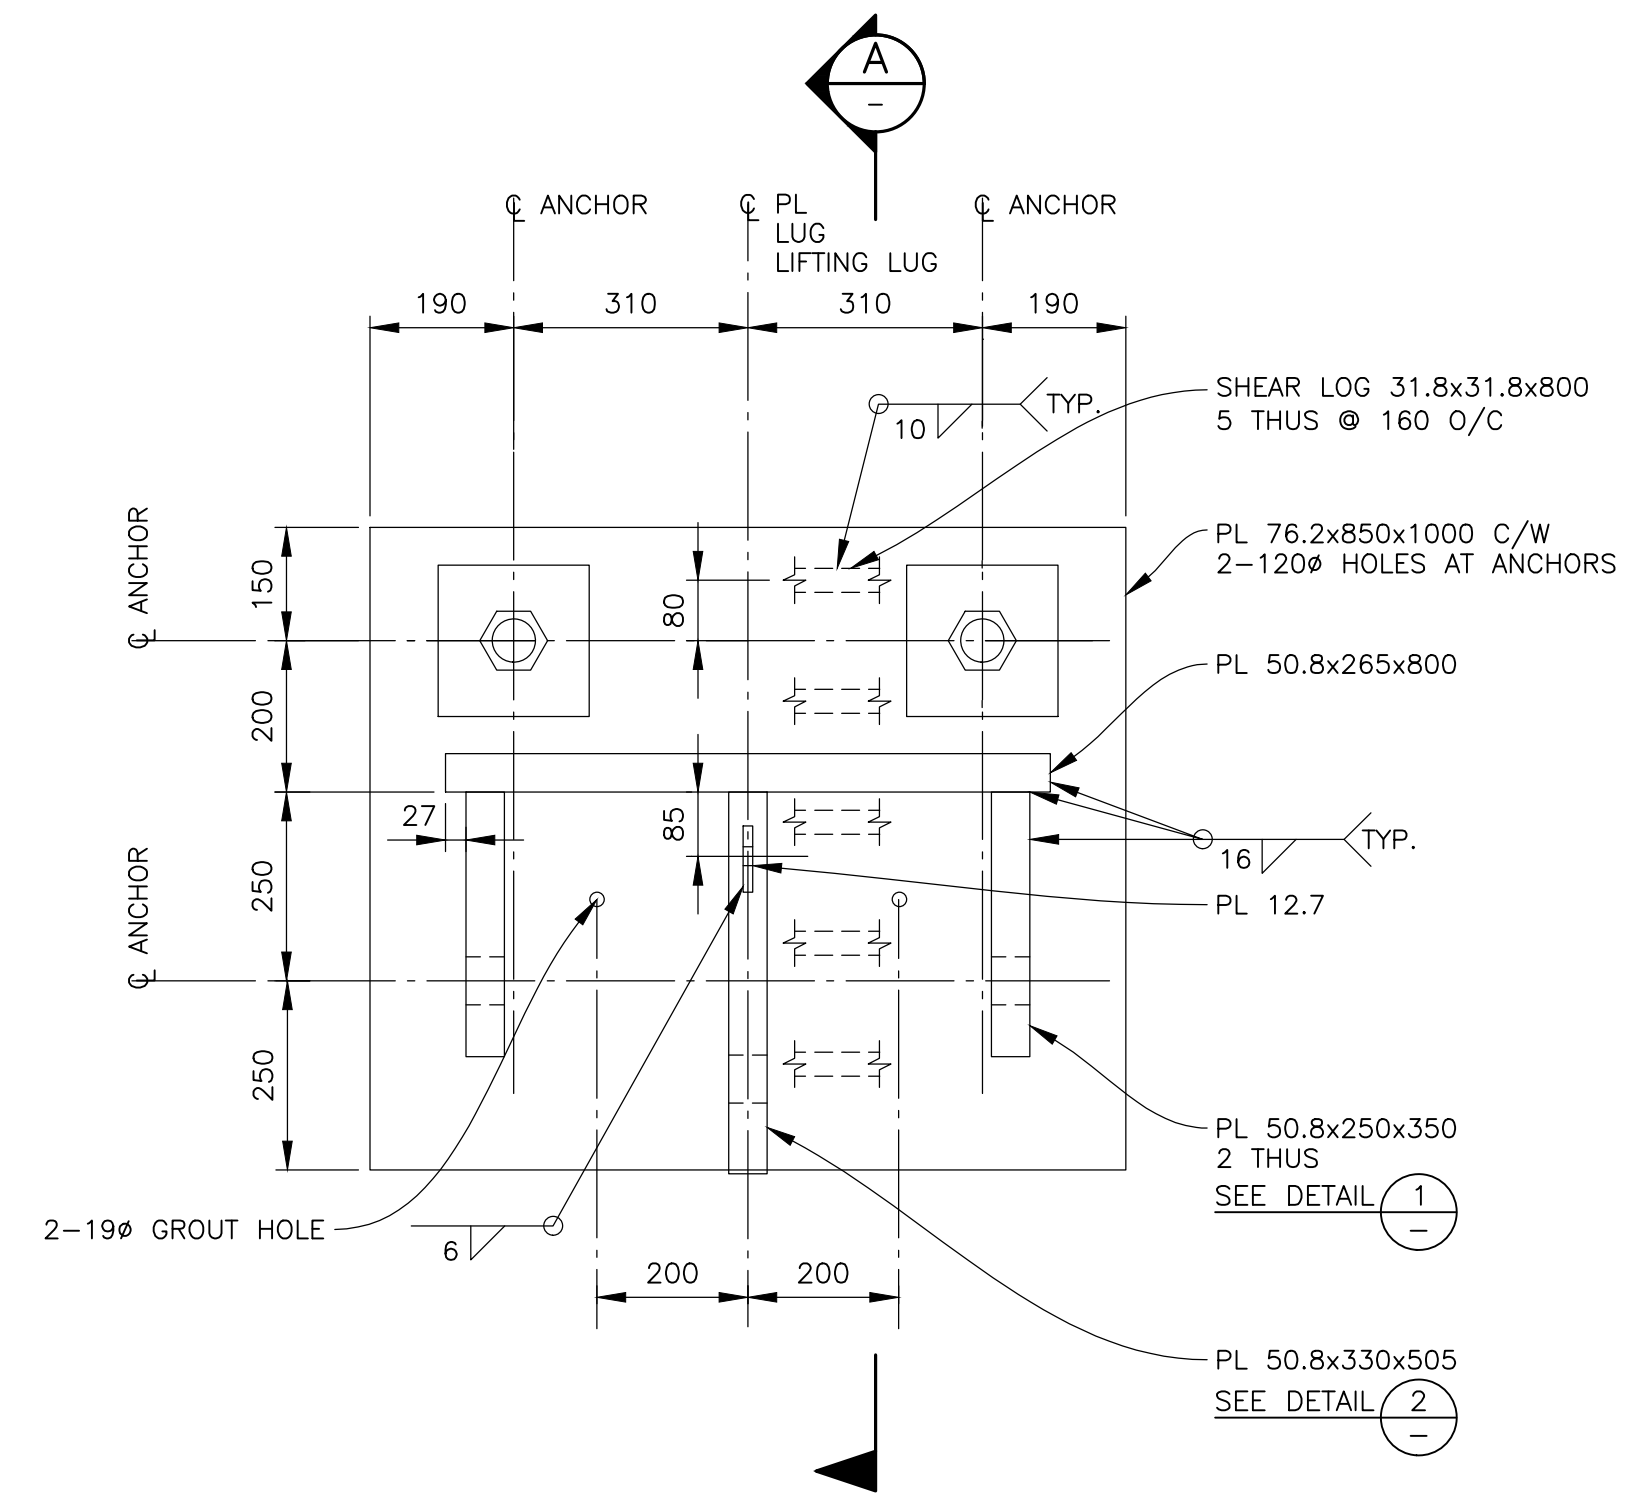 A
-
℄ ANCHOR
℄ PL
LUG
LIFTING LUG
℄ ANCHOR
190
310
310
190
10
TYP.
SHEAR LOG 31.8x31.8x800
5 THUS @ 160 O/C
℄ ANCHOR
150
80
PL 76.2x850x1000 C/W
2-120ø HOLES AT ANCHORS
200
PL 50.8x265x800
27
85
16
TYP.
℄ ANCHOR
250
PL 12.7
250
PL 50.8x250x350
2 THUS
SEE DETAIL 1
-
2-19ø GROUT HOLE
6
200
200
PL 50.8x330x505
SEE DETAIL 2
-